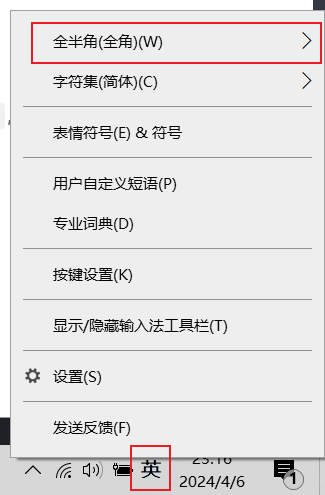 全半角(全角)(W)
字符集(简体)(C)
表情符号(E) & 符号
用户自定义短语(P)
专业词典(D)
按键设置(K)
显示/隐藏输入法工具栏(T)
设置(S)
发送反馈(F)
英
23:16
2024/4/6
1